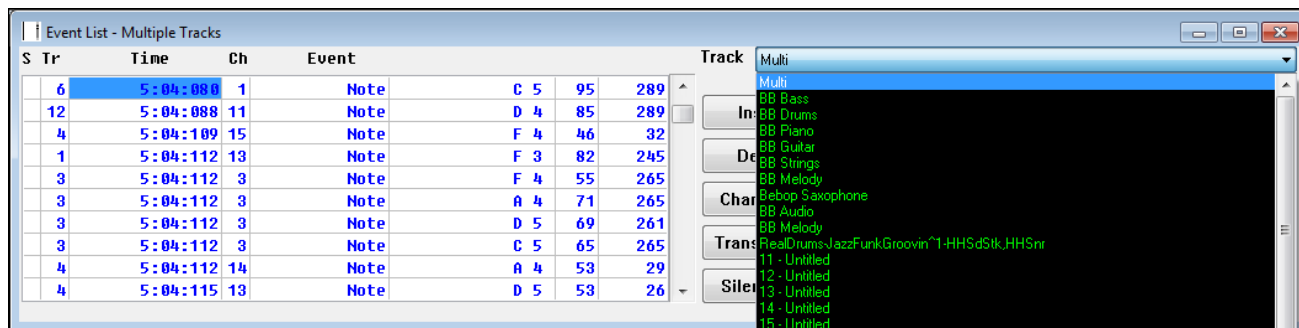 Event List - Multiple Tracks
S Tr Time Ch Event Track Multi
6 5:04:080 1 Note C 5 95 289
12 5:04:088 11 Note D 4 85 289
4 5:04:109 15 Note F 4 46 32
1 5:04:112 13 Note F 3 82 245
3 5:04:112 3 Note F 4 55 265
3 5:04:112 3 Note A 4 71 265
3 5:04:112 3 Note D 5 69 261
3 5:04:112 3 Note C 5 65 265
4 5:04:112 14 Note A 4 53 29
4 5:04:115 13 Note D 5 53 26
In
De
Char
Trans
Siler
Multi
BB Bass
BB Drums
BB Piano
BB Guitar
BB Strings
BB Melody
Bebop Saxophone
BB Audio
BB Melody
RealDrums-JazzFunkGroovin^1-HHSdStk,HHSnr
11 - Untitled
12 - Untitled
13 - Untitled
14 - Untitled
15 - Untitled